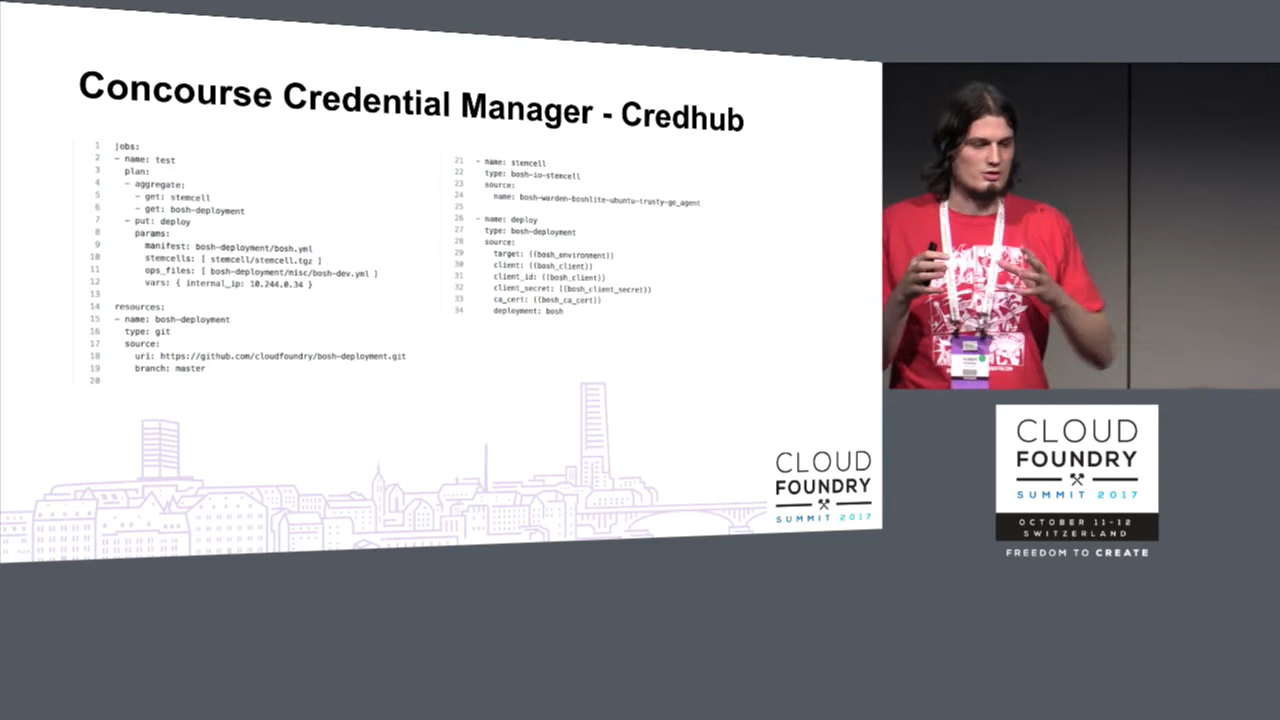 Concourse Credential Manager - Credhub
1 jobs:
2 - name: test
3 plan:
4 - aggregate:
5 - get: stemcell
6 - get: bosh-deployment
7 - put: deploy
8 params:
9 manifest: bosh-deployment/bosh.yml
10 stemcells: [ stemcell/stemcell.tgz ]
11 ops_files: [ bosh-deployment/misc/bosh-dev.yml ]
12 vars: { internal_ip: 10.244.0.34 }
13
14 resources:
15 - name: bosh-deployment
16 type: git
17 source:
18 uri: https://github.com/cloudfoundry/bosh-deployment.git
19 branch: master
20
21 - name: stemcell
22 type: bosh-io-stemcell
23 source:
24 name: bosh-warden-boshlite-ubuntu-trusty-go_agent
25
26 - name: deploy
27 type: bosh-deployment
28 source:
29 target: ((bosh_environment))
30 client: ((bosh_client))
31 client_id: ((bosh_client))
32 client_secret: ((bosh_client_secret))
33 ca_cert: ((bosh_ca_cert))
34 deployment: bosh
CLOUD
FOUNDRY
SUMMIT 2017
CLOUD
FOUNDRY
SUMMIT 2017
OCTOBER 11-12
SWITZERLAND
FREEDOM TO CREATE